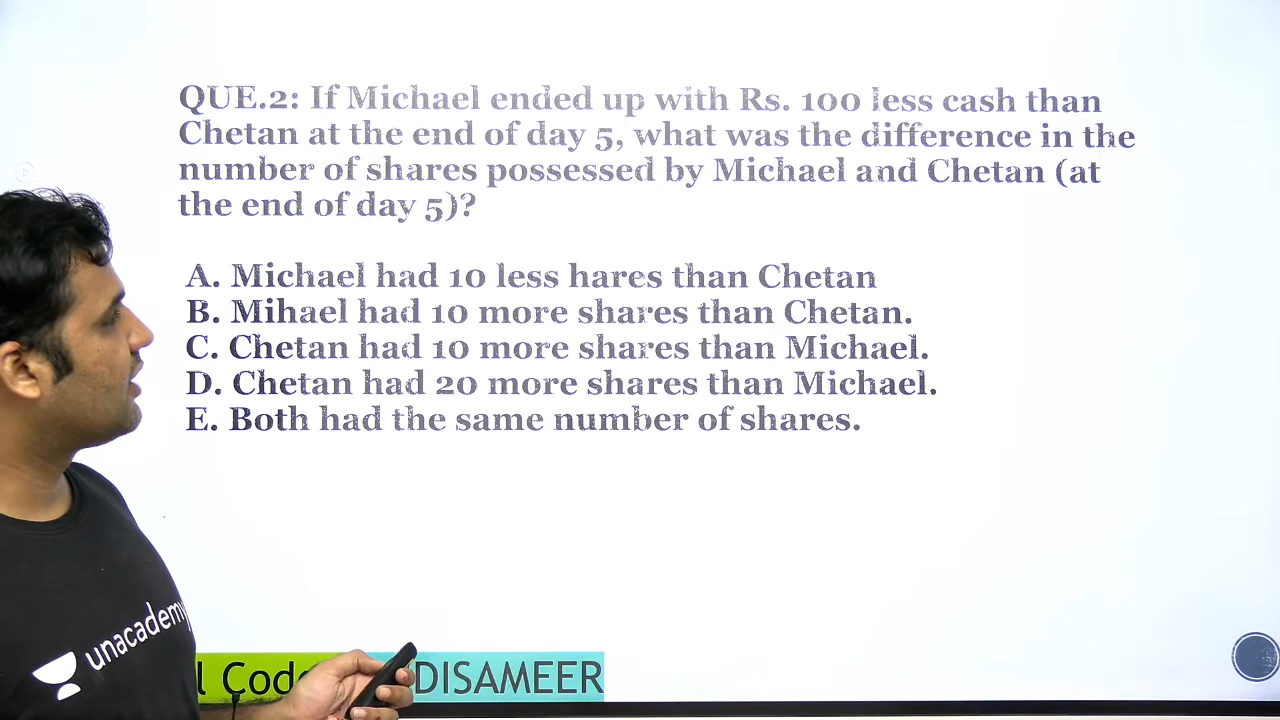 QUE.2: If Michael ended up with Rs. 100 less cash than
Chetan at the end of day 5, what was the difference in the
number of shares possessed by Michael and Chetan (at
the end of day 5)?
A. Michael had 10 less hares than Chetan
B. Mihael had 10 more shares than Chetan.
C. Chetan had 10 more shares than Michael.
D. Chetan had 20 more shares than Michael.
E. Both had the same number of shares.
unacademy
l Code
DISAMEER